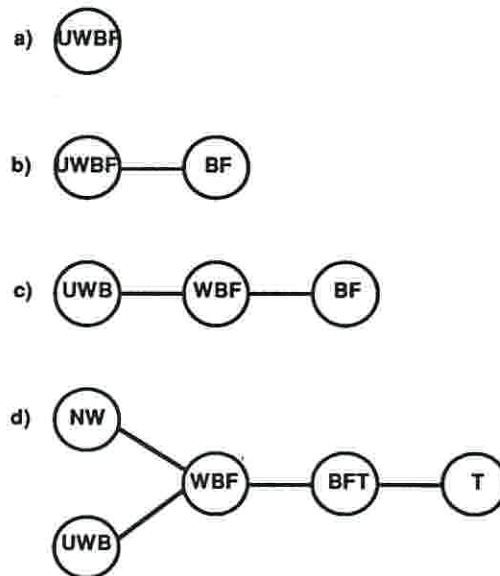 a) UWBF
b) UWBF BF
c) UWB WBF BF
d) NW
WBF BFT T
UWB